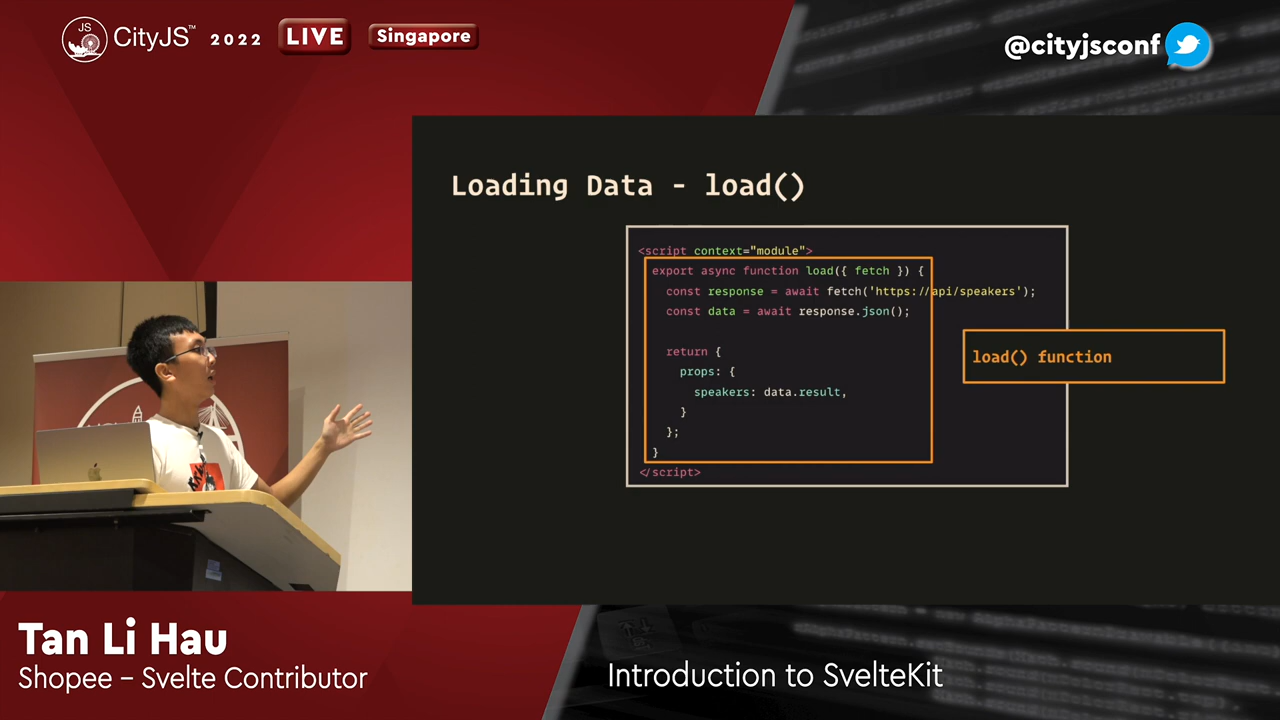 JS
CityJS™ 2022 LIVE Singapore
@cityjsconf
Loading Data - load()
<script context="module">
export async function load({ fetch }) {
const response = await fetch('https://api/speakers');
const data = await response.json();
return {
props: {
speakers: data.result,
}
};
}
</script>
load() function
Tan Li Hau
Shopee – Svelte Contributor
Introduction to SvelteKit